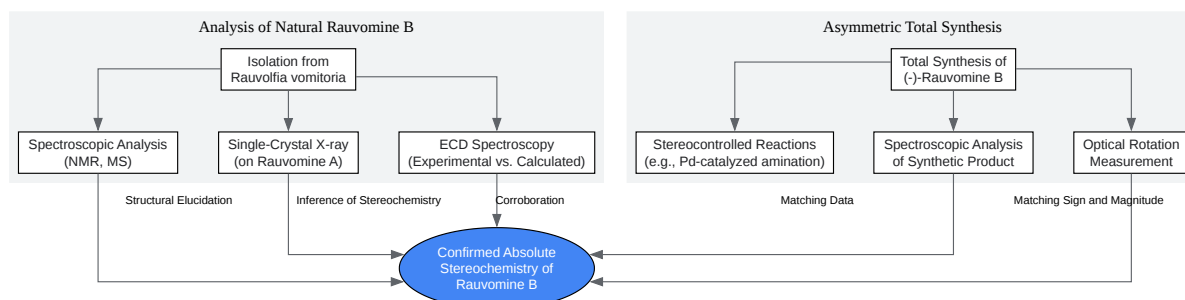 Analysis of Natural Rauvomine B
Asymmetric Total Synthesis
Isolation from
Rauvolfia vomitoria
Total Synthesis of
(-)-Rauvomine B
Spectroscopic Analysis
(NMR, MS)
Single-Crystal X-ray
(on Rauvomine A)
ECD Spectroscopy
(Experimental vs. Calculated)
Stereocontrolled Reactions
(e.g., Pd-catalyzed amination)
Spectroscopic Analysis
of Synthetic Product
Optical Rotation
Measurement
Structural Elucidation
Inference of Stereochemistry
Corroboration
Matching Data
Matching Sign and Magnitude
Confirmed Absolute
Stereochemistry of
Rauvomine B